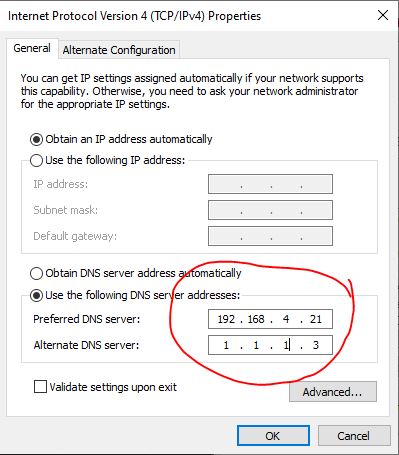 Internet Protocol Version 4 (TCP/IPv4) Properties
General
Alternate Configuration
You can get IP settings assigned automatically if your network supports
this capability. Otherwise, you need to ask your network administrator
for the appropriate IP settings.
Obtain an IP address automatically
Use the following IP address:
IP address:
Subnet mask:
Default gateway:
Obtain DNS server address automatically
Use the following DNS server addresses:
Preferred DNS server: 192 . 168 . 4 . 21
Alternate DNS server: 1 . 1 . 1 . 3
Validate settings upon exit
Advanced...
OK
Cancel